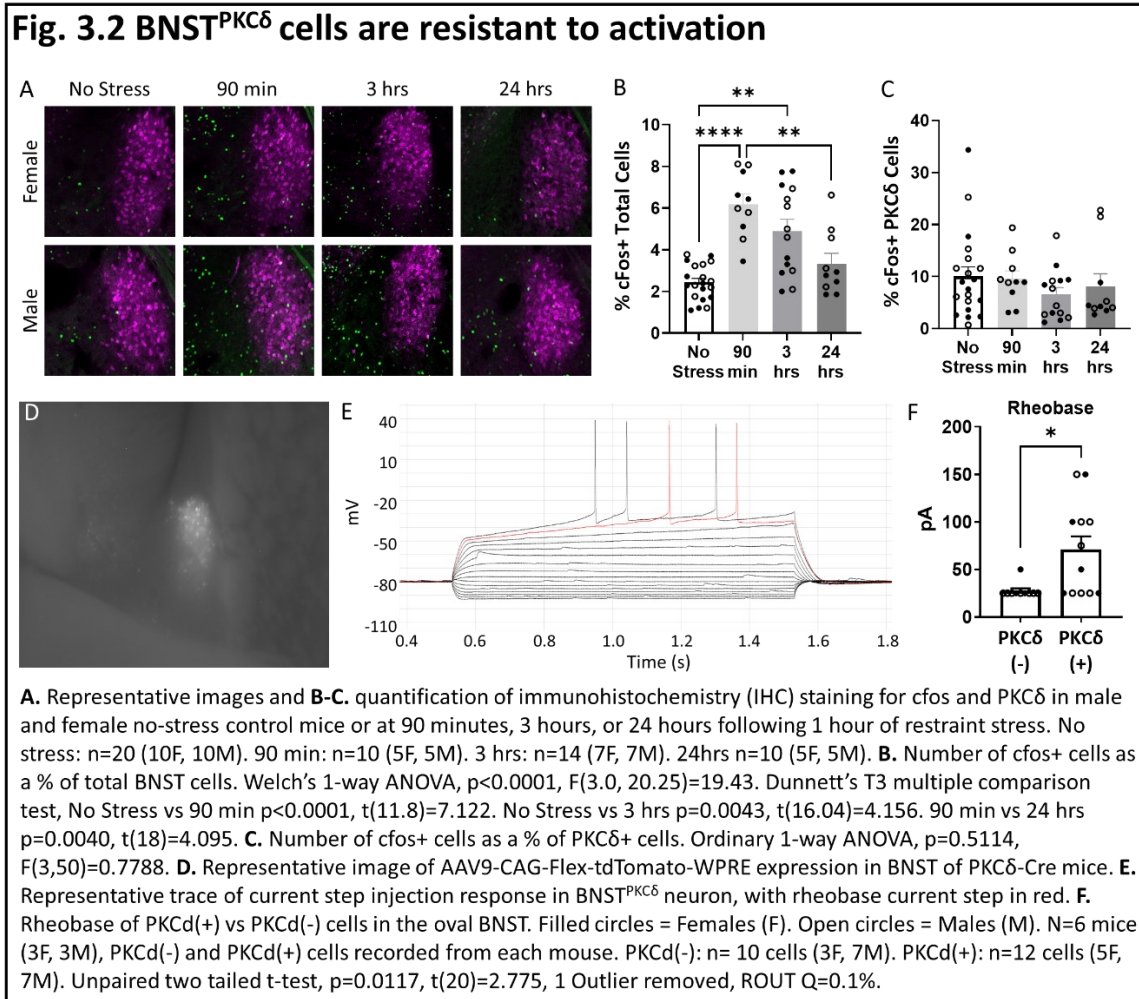 Fig. 3.2 BNSTPKCδ cells are resistant to activation
A
No Stress 90 min 3 hrs 24 hrs
Female
Male
B
% cFos+ Total Cells
10
8
6
4
2
0
** 
**** **
No Stress 90 min 3 hrs 24 hrs
C
% cFos+ PKCδ Cells
40
30
20
10
0
No Stress 90 min 3 hrs 24 hrs
D
E
mV
40
10
-20
-50
-80
-110
0.4 0.6 0.8 1.0 1.2 1.4 1.6 1.8
Time (s)
F
Rheobase
pA
200
150
100
50
0
*
PKCδ (-) PKCδ (+)
A. Representative images and B-C. quantification of immunohistochemistry (IHC) staining for cfos and PKCδ in male
and female no-stress control mice or at 90 minutes, 3 hours, or 24 hours following 1 hour of restraint stress. No
stress: n=20 (10F, 10M). 90 min: n=10 (5F, 5M). 3 hrs: n=14 (7F, 7M). 24hrs n=10 (5F, 5M). B. Number of cfos+ cells as
a % of total BNST cells. Welch's 1-way ANOVA, p<0.0001, F(3.0, 20.25)=19.43. Dunnett's T3 multiple comparison
test, No Stress vs 90 min p<0.0001, t(11.8)=7.122. No Stress vs 3 hrs p=0.0043, t(16.04)=4.156. 90 min vs 24 hrs
p=0.0040, t(18)=4.095. C. Number of cfos+ cells as a % of PKCδ+ cells. Ordinary 1-way ANOVA, p=0.5114,
F(3,50)=0.7788. D. Representative image of AAV9-CAG-Flex-tdTomato-WPRE expression in BNST of PKCδ-Cre mice. E.
Representative trace of current step injection response in BNSTPKCδ neuron, with rheobase current step in red. F.
Rheobase of PKCd(+) vs PKCd(-) cells in the oval BNST. Filled circles = Females (F). Open circles = Males (M). N=6 mice
(3F, 3M), PKCd(-) and PKCd(+) cells recorded from each mouse. PKCd(-): n= 10 cells (3F, 7M). PKCd(+): n=12 cells (5F,
7M). Unpaired two tailed t-test, p=0.0117, t(20)=2.775, 1 Outlier removed, ROUT Q=0.1%.